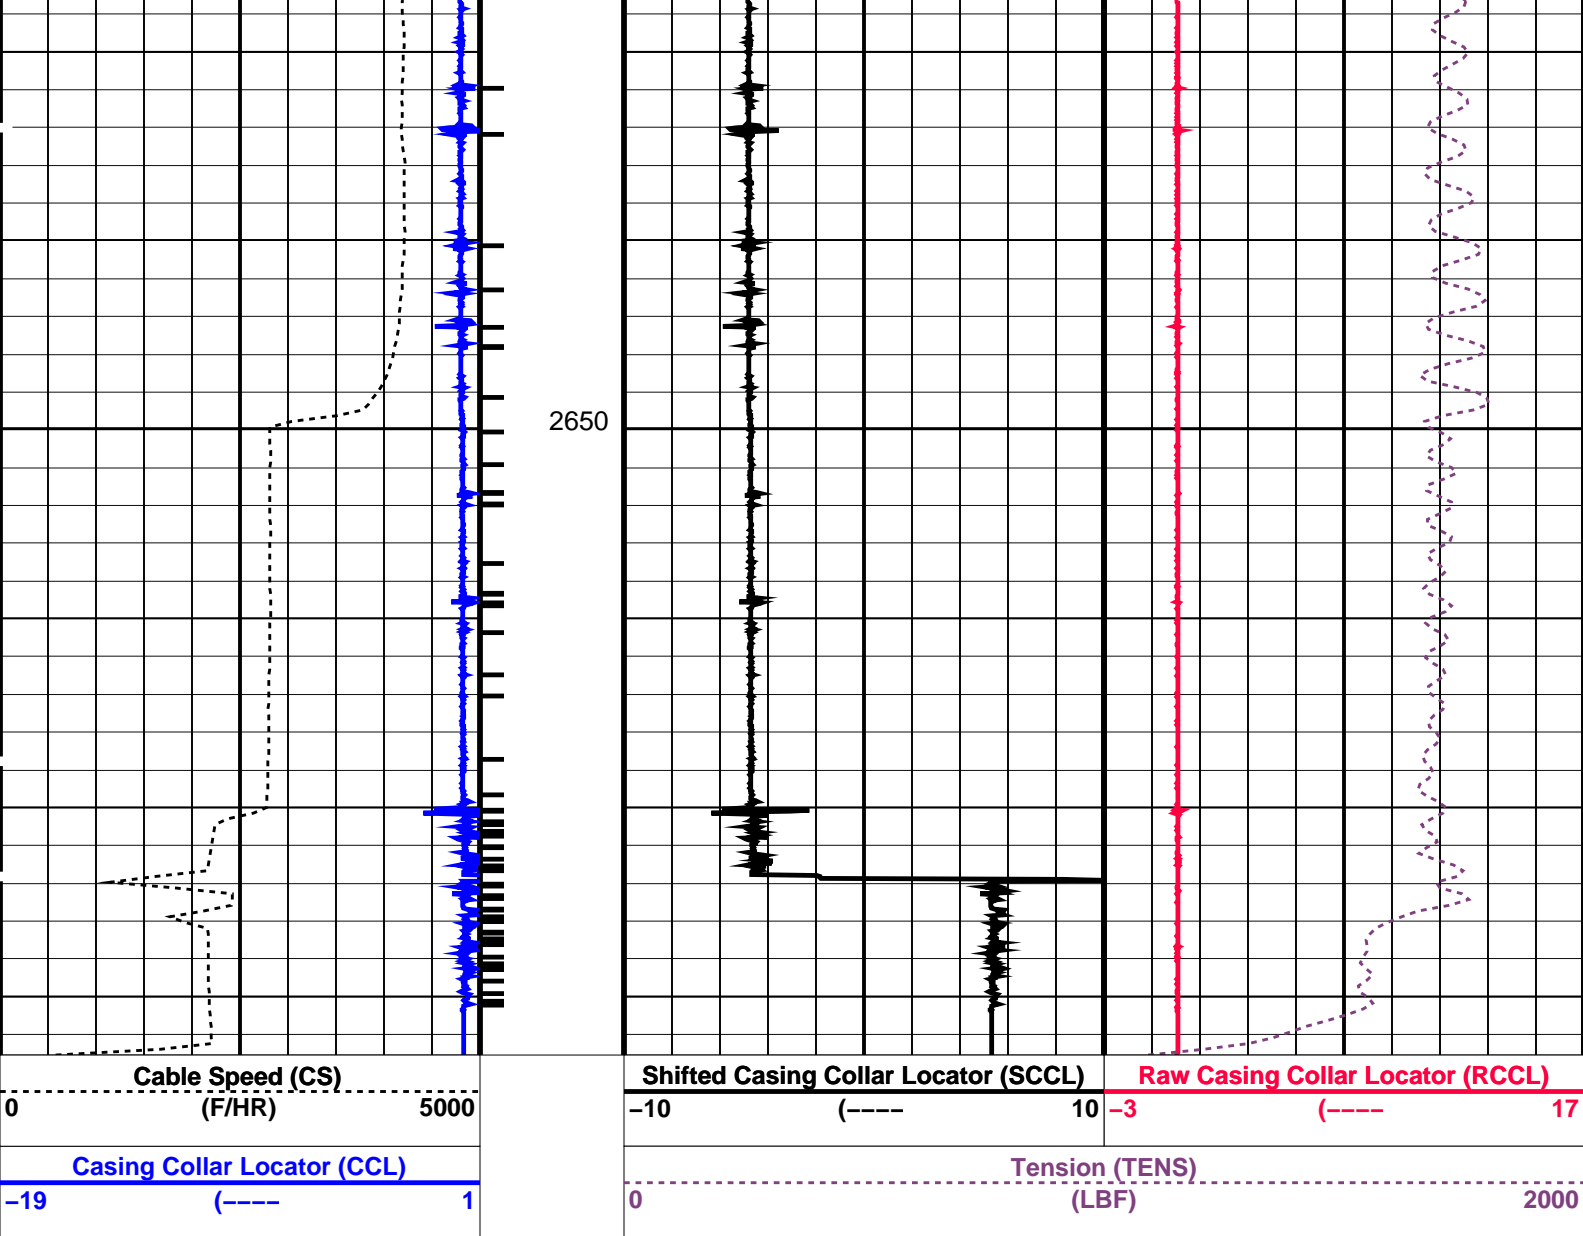 2650
Cable Speed (CS)
0 (F/HR) 5000
Casing Collar Locator (CCL)
−19 (−−−− 1
Shifted Casing Collar Locator (SCCL)
−10 (−−−− 10
Raw Casing Collar Locator (RCCL)
−3 (−−−− 17
Tension (TENS)
0 (LBF) 2000